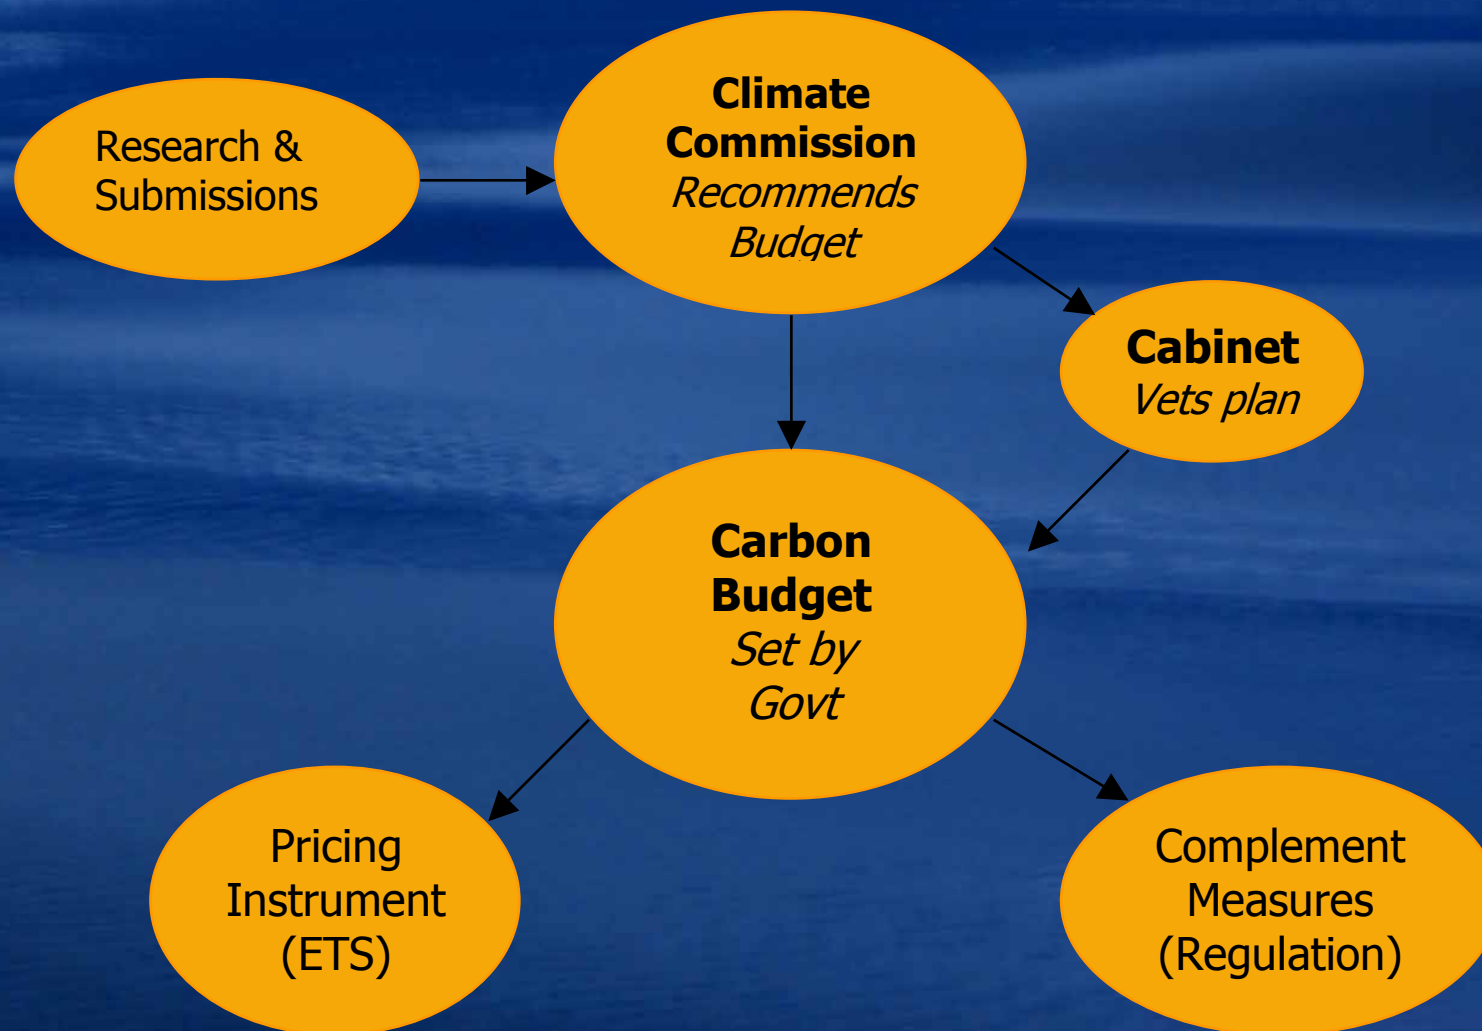 Research &
Submissions
Climate
Commission
Recommends
Budget
Cabinet
Vets plan
Carbon
Budget
Set by
Govt
Pricing
Instrument
(ETS)
Complement
Measures
(Regulation)